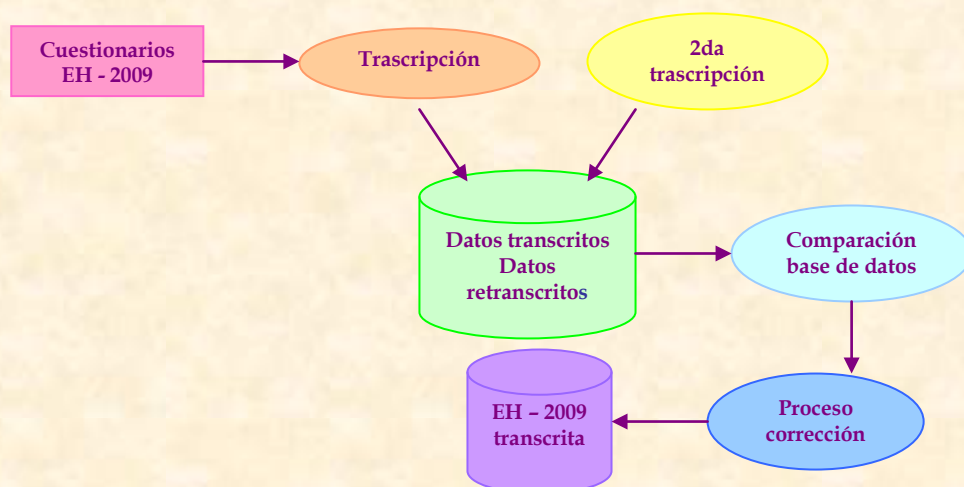 Cuestionarios
EH - 2009
Trascripción
2da
trascripción
Datos transcritos
Datos
retranscritos
Comparación
base de datos
EH – 2009
transcrita
Proceso
corrección